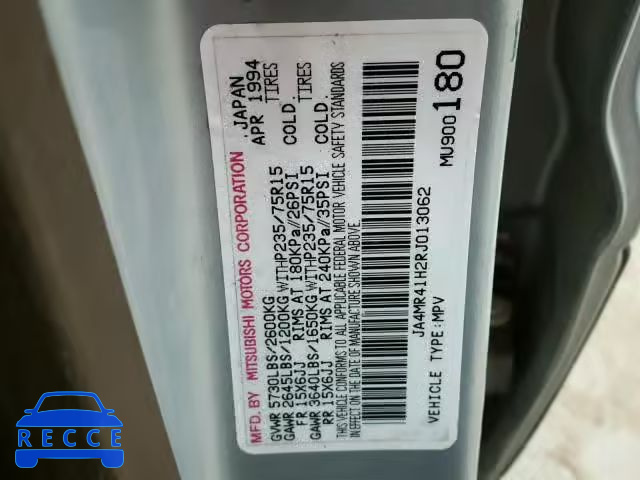 MFD. BY MITSUBISHI MOTORS CORPORATION JAPAN
APR 1994
GVWR 5730LBS/2600KG
GAWR 2645LBS/1200KG WITH P235/75R15 TIRES
FR 15X6JJ RIMS AT 180KPa/26PSI COLD.
GAWR 3640LBS/1650KG WITH P235/75R15 TIRES
RR 15X6JJ RIMS AT 240KPa/35PSI COLD.
THIS VEHICLE CONFORMS TO ALL APPLICABLE FEDERAL MOTOR VEHICLE SAFETY STANDARDS
IN EFFECT ON THE DATE OF MANUFACTURE SHOWN ABOVE.
JA4MR41H2RJ013062
VEHICLE TYPE:MPV MV900180
RECCE